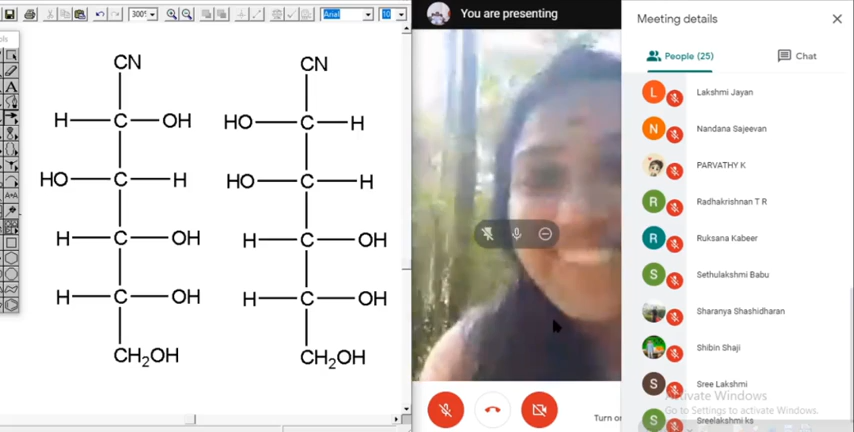 300%
Arial
10
ols
CN
H C OH
HO C H
H C OH
H C OH
CH2OH
CN
HO C H
HO C H
H C OH
H C OH
CH2OH
You are presenting
Turn on
Meeting details
People (25)
Chat
L Lakshmi Jayan
N Nandana Sajeevan
PARVATHY K
R Radhakrishnan T R
R Ruksana Kabeer
S Sethulakshmi Babu
Sharanya Shashidharan
Shibin Shaji
S Sree Lakshmi
Activate Windows
Go to Settings to activate Windows.
S Sreelakshmi ks